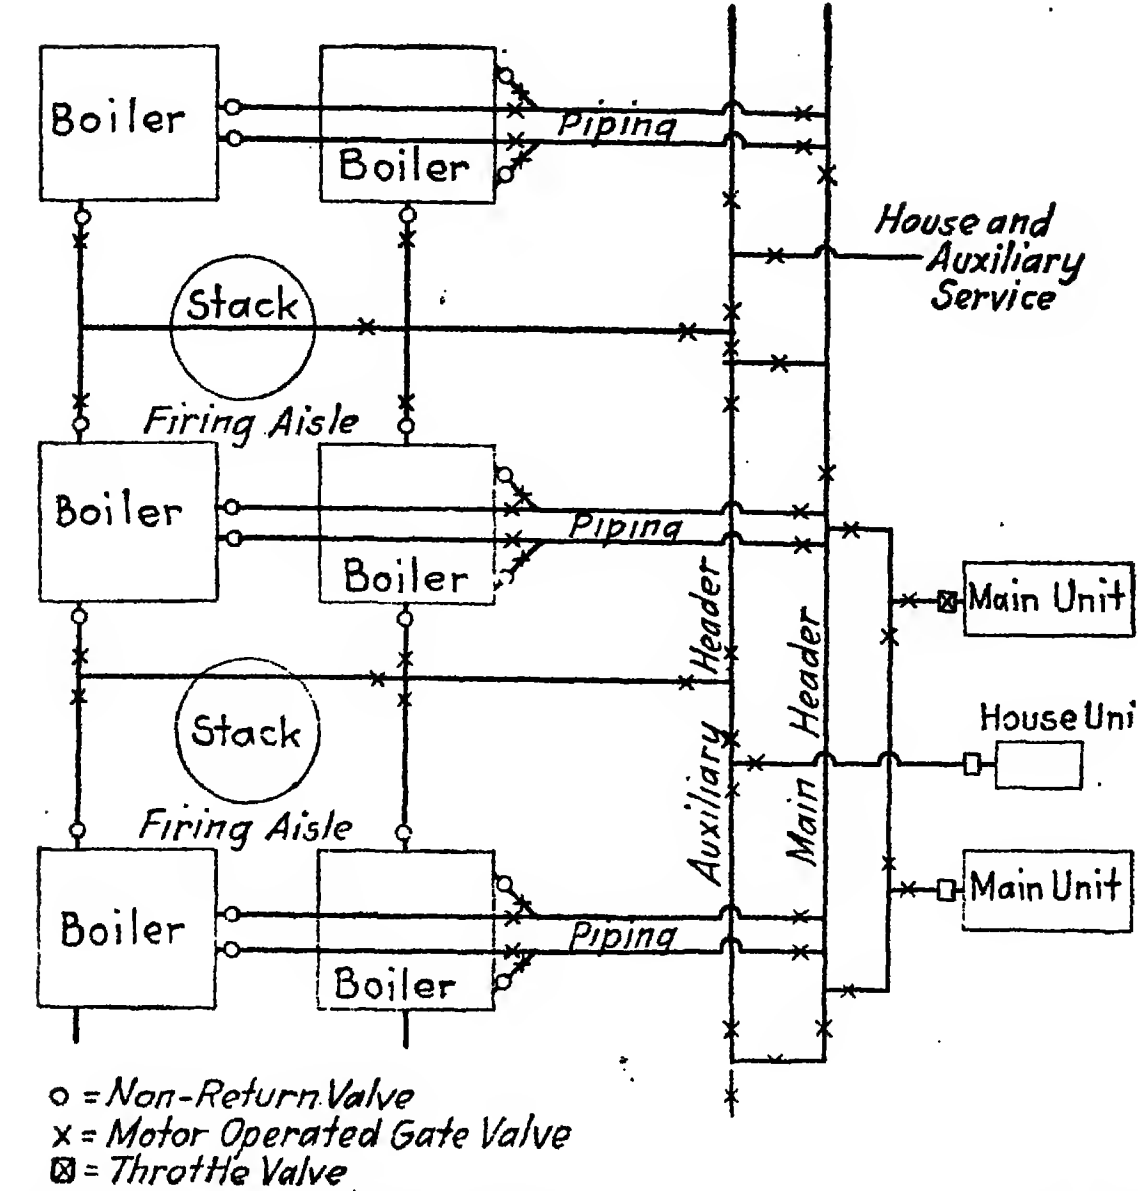 Boiler
Boiler
Piping
House and
Auxiliary
Service
Stack
Firing Aisle
Boiler
Boiler
Piping
Auxiliary Header
Main Header
Main Unit
Stack
House Uni
Firing Aisle
Main Unit
Boiler
Boiler
Piping
o = Non-Return Valve
x = Motor Operated Gate Valve
= Throttle Valve